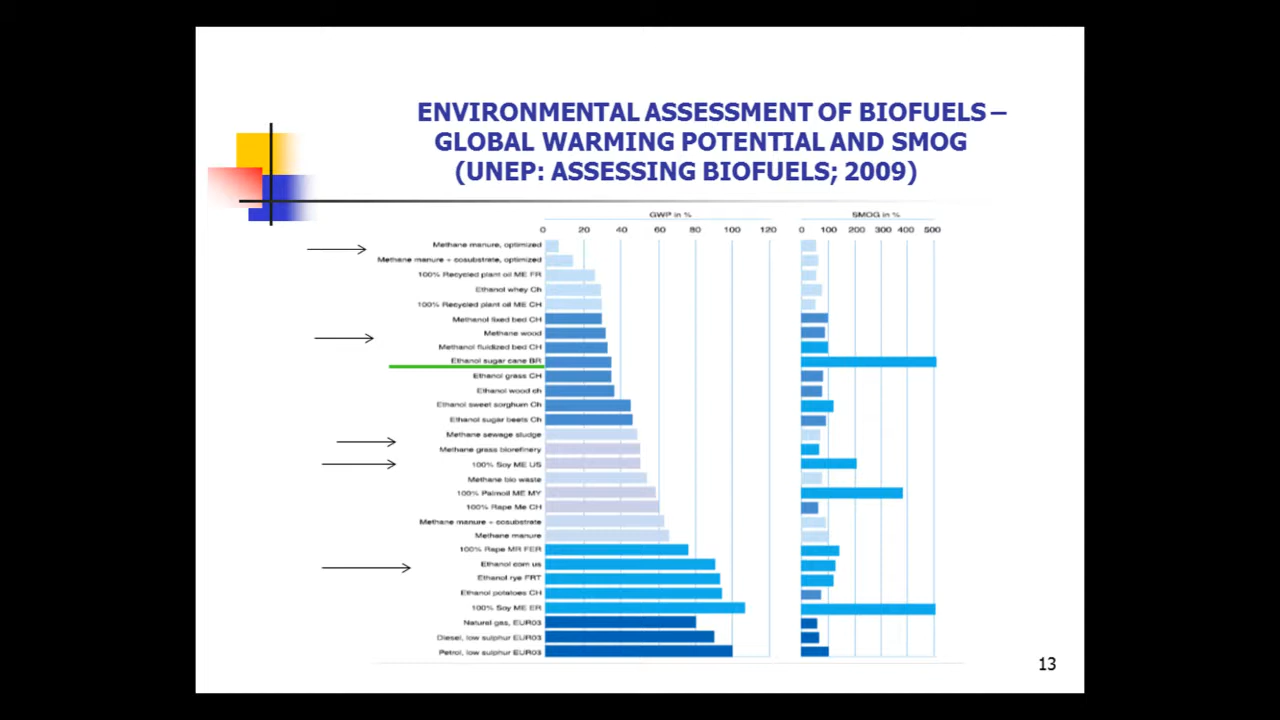 ENVIRONMENTAL ASSESSMENT OF BIOFUELS –
GLOBAL WARMING POTENTIAL AND SMOG
(UNEP: ASSESSING BIOFUELS; 2009)
GWP in % SMOG in %
0 20 40 60 80 100 120 0 100 200 300 400 500
Methane manure, optimized
Methane manure + cosubstrate, optimized
100% Recycled plant oil ME FR
Ethanol whey Ch
100% Recycled plant oil ME CH
Methanol fixed bed CH
Methane wood
Methanol fluidized bed CH
Ethanol sugar cane BR
Ethanol grass CH
Ethanol wood ch
Ethanol sweet sorghum Ch
Ethanol sugar beets Ch
Methane sewage sludge
Methane grass biorefinery
100% Soy ME US
Methane bio waste
100% Palmoil ME MY
100% Rape Me CH
Methane manure + cosubstrate
Methane manure
100% Rape MR FER
Ethanol corn us
Ethanol rye FRT
Ethanol potatoes CH
100% Soy ME ER
Natural gas, EUR03
Diesel, low sulphur EUR03
Petrol, low sulphur EUR03
13